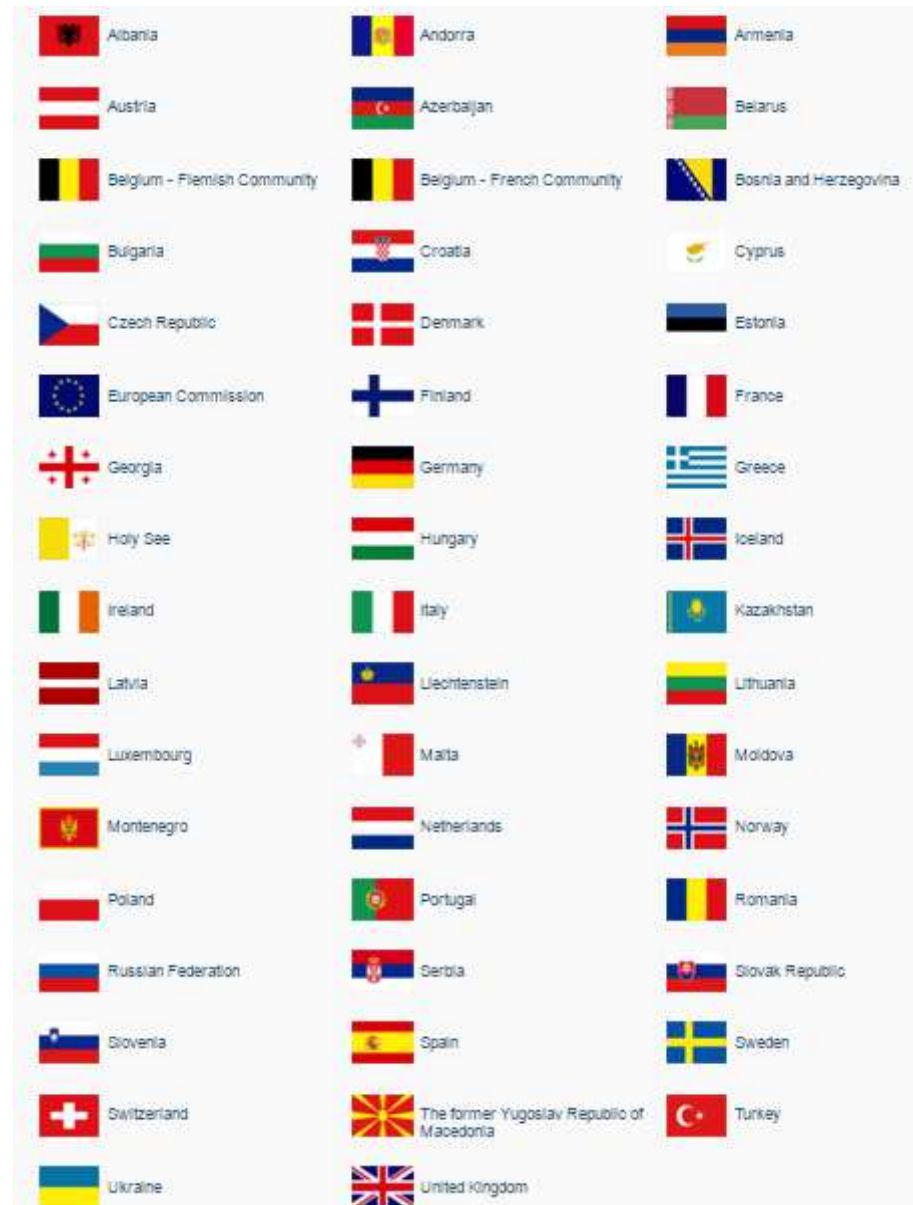 Albania
Andorra
Armenia
Austria
Azerbaijan
Belarus
Belgium - Flemish Community
Belgium - French Community
Bosnia and Herzegovina
Bulgaria
Croatia
Cyprus
Czech Republic
Denmark
Estonia
European Commission
Finland
France
Georgia
Germany
Greece
Holy See
Hungary
Iceland
Ireland
Italy
Kazakhstan
Latvia
Liechtenstein
Lithuania
Luxembourg
Malta
Moldova
Montenegro
Netherlands
Norway
Poland
Portugal
Romania
Russian Federation
Serbia
Slovak Republic
Slovenia
Spain
Sweden
Switzerland
The former Yugoslav Republic of
Macedonia
Turkey
Ukraine
United Kingdom